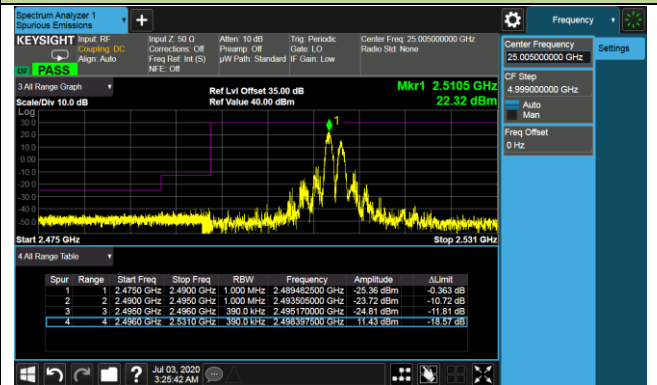 Spectrum Analyzer 1
Spurious Emissions
Frequency
KEYSIGHT Input: RF
Coupling: DC
Align: Auto
Input Z: 50 Ω
Corrections: Off
Freq Ref: Int (S)
NFE: Off
Atten: 10 dB
Preamp: Off
µW Path: Standard
Trig: Periodic
Gate: LO
IF Gain: Low
Center Freq: 25.005000000 GHz
Radio Std: None
PASS
Center Frequency
25.005000000 GHz
Settings
CF Step
4.999000000 GHz
Auto
Man
Freq Offset
0 Hz
3 All Range Graph
Scale/Div 10.0 dB
Ref Lvl Offset 35.00 dB
Ref Value 40.00 dBm
Mkr1 2.5105 GHz
22.32 dBm
Log
30.0
20.0
10.0
0.00
-10.0
-20.0
-30.0
-40.0
-50.0
1
Start 2.475 GHz
Stop 2.531 GHz
4 All Range Table
Spur Range Start Freq Stop Freq RBW Frequency Amplitude ΔLimit
1 1 2.4750 GHz 2.4900 GHz 1.000 MHz 2.489482500 GHz -25.36 dBm -0.363 dB
2 2 2.4900 GHz 2.4950 GHz 1.000 MHz 2.493505000 GHz -23.72 dBm -10.72 dB
3 3 2.4950 GHz 2.4960 GHz 390.0 kHz 2.495170000 GHz -24.81 dBm -11.81 dB
4 4 2.4960 GHz 2.5310 GHz 390.0 kHz 2.498397500 GHz 11.43 dBm -18.57 dB
Jul 03, 2020
3:25:42 AM